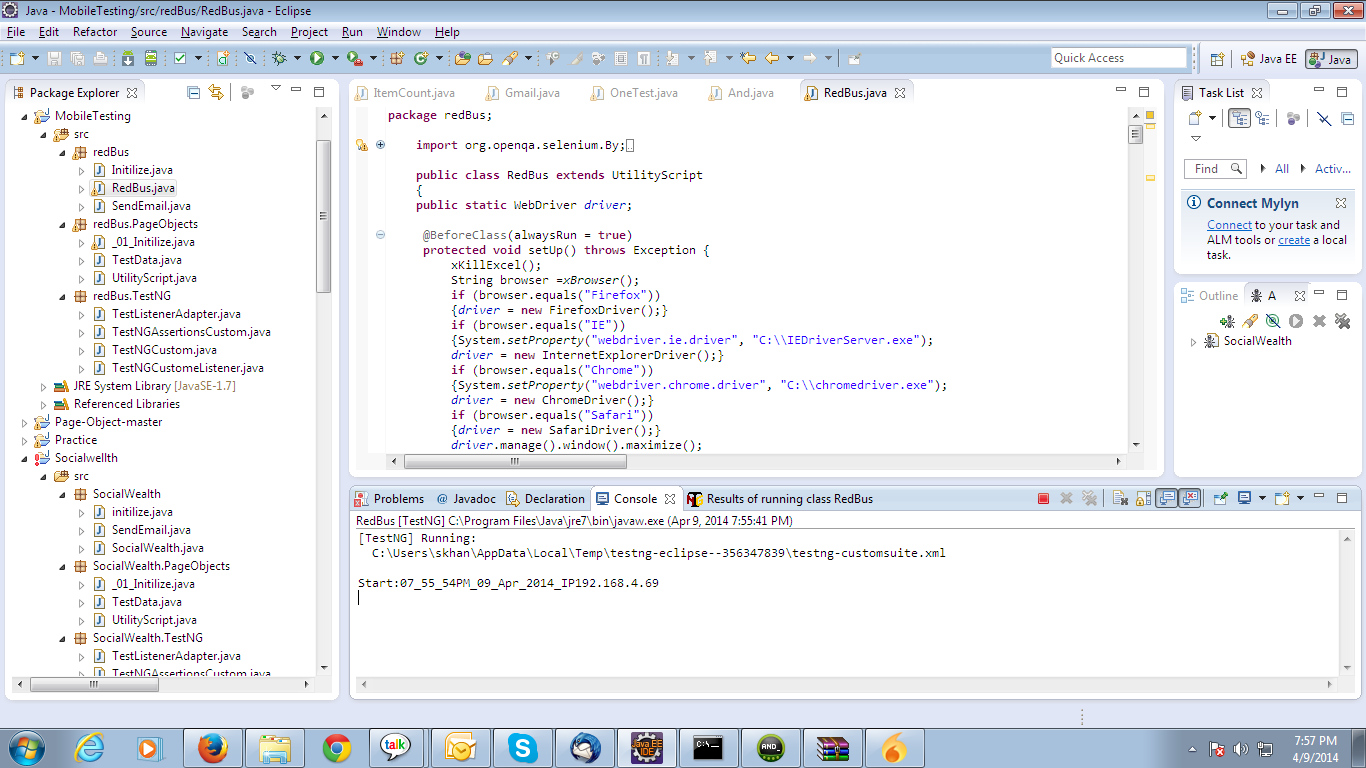 Java - MobileTesting/src/redBus/RedBus.java - Eclipse
File Edit Refactor Source Navigate Search Project Run Window Help
Quick Access
Java EE
Java
Package Explorer
MobileTesting
src
redBus
Initilize.java
RedBus.java
SendEmail.java
redBus.PageObjects
_01_Initilize.java
TestData.java
UtilityScript.java
redBus.TestNG
TestListenerAdapter.java
TestNGAssertionsCustom.java
TestNGCustom.java
TestNGCustomeListener.java
JRE System Library [JavaSE-1.7]
Referenced Libraries
Page-Object-master
Practice
Socialwellth
src
SocialWealth
initilize.java
SendEmail.java
SocialWealth.java
SocialWealth.PageObjects
_01_Initilize.java
TestData.java
UtilityScript.java
SocialWealth.TestNG
TestListenerAdapter.java
TestNGAssertionsCustom.java
ItemCount.java Gmail.java OneTest.java And.java RedBus.java
package redBus;
import org.openqa.selenium.By;
public class RedBus extends UtilityScript
{
public static WebDriver driver;
@BeforeClass(alwaysRun = true)
protected void setUp() throws Exception {
xKillExcel();
String browser =xBrowser();
if (browser.equals("Firefox"))
{driver = new FirefoxDriver();}
if (browser.equals("IE"))
{System.setProperty("webdriver.ie.driver", "C:\\IEDriverServer.exe");
driver = new InternetExplorerDriver();}
if (browser.equals("Chrome"))
{System.setProperty("webdriver.chrome.driver", "C:\\chromedriver.exe");
driver = new ChromeDriver();}
if (browser.equals("Safari"))
{driver = new SafariDriver();}
driver.manage().window().maximize();
Task List
Find All Activ...
Connect Mylyn
Connect to your task and
ALM tools or create a local
task.
Outline A
SocialWealth
Problems @ Javadoc Declaration Console Results of running class RedBus
RedBus [TestNG] C:\Program Files\Java\jre7\bin\javaw.exe (Apr 9, 2014 7:55:41 PM)
[TestNG] Running:
C:\Users\skhan\AppData\Local\Temp\testng-eclipse--356347839\testng-customsuite.xml
Start:07_55_54PM_09_Apr_2014_IP192.168.4.69
talk
Java EE
IDE
C:\_
AND_
7:57 PM
4/9/2014